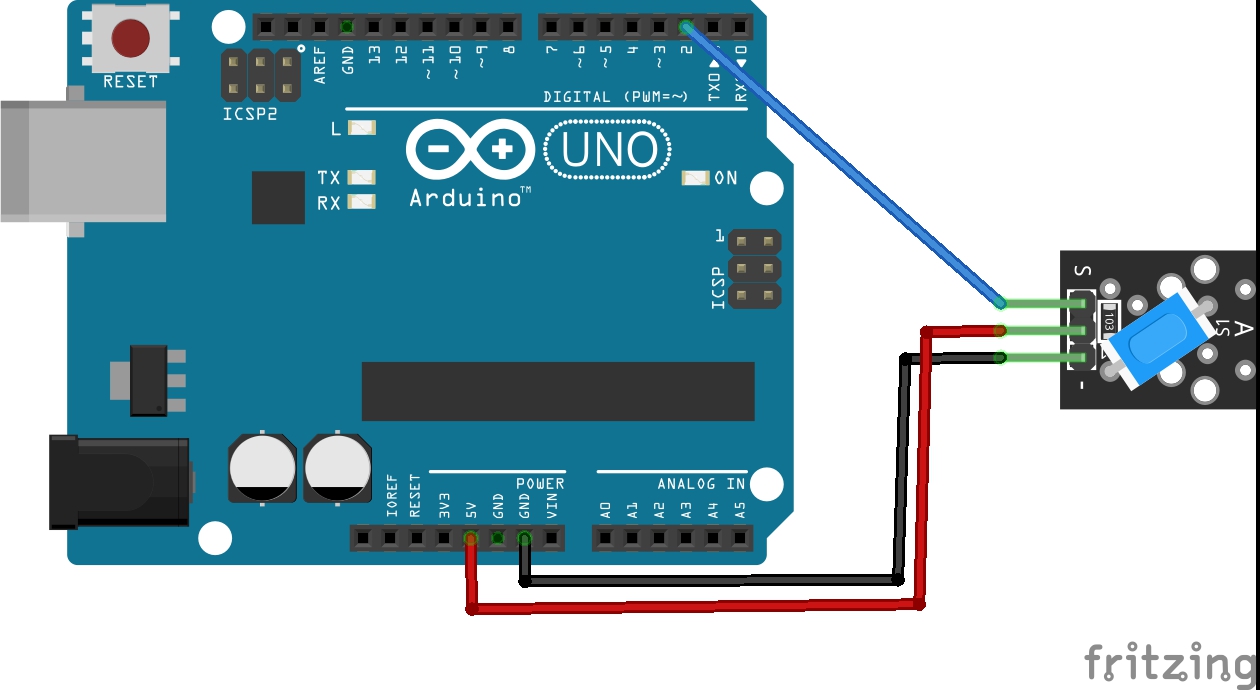 RESET
ICSP2
AREF
GND
13
12
~11
~10
~9
8
7
~6
~5
4
~3
2
TX0▶
RX◀0
DIGITAL (PWM=~)
L
TX
RX
Arduino™
UNO
ON
1
ICSP
S
103
S1
A
-
IOREF
RESET
3V3
5V
GND
GND
VIN
POWER
ANALOG IN
A0
A1
A2
A3
A4
A5
fritzing